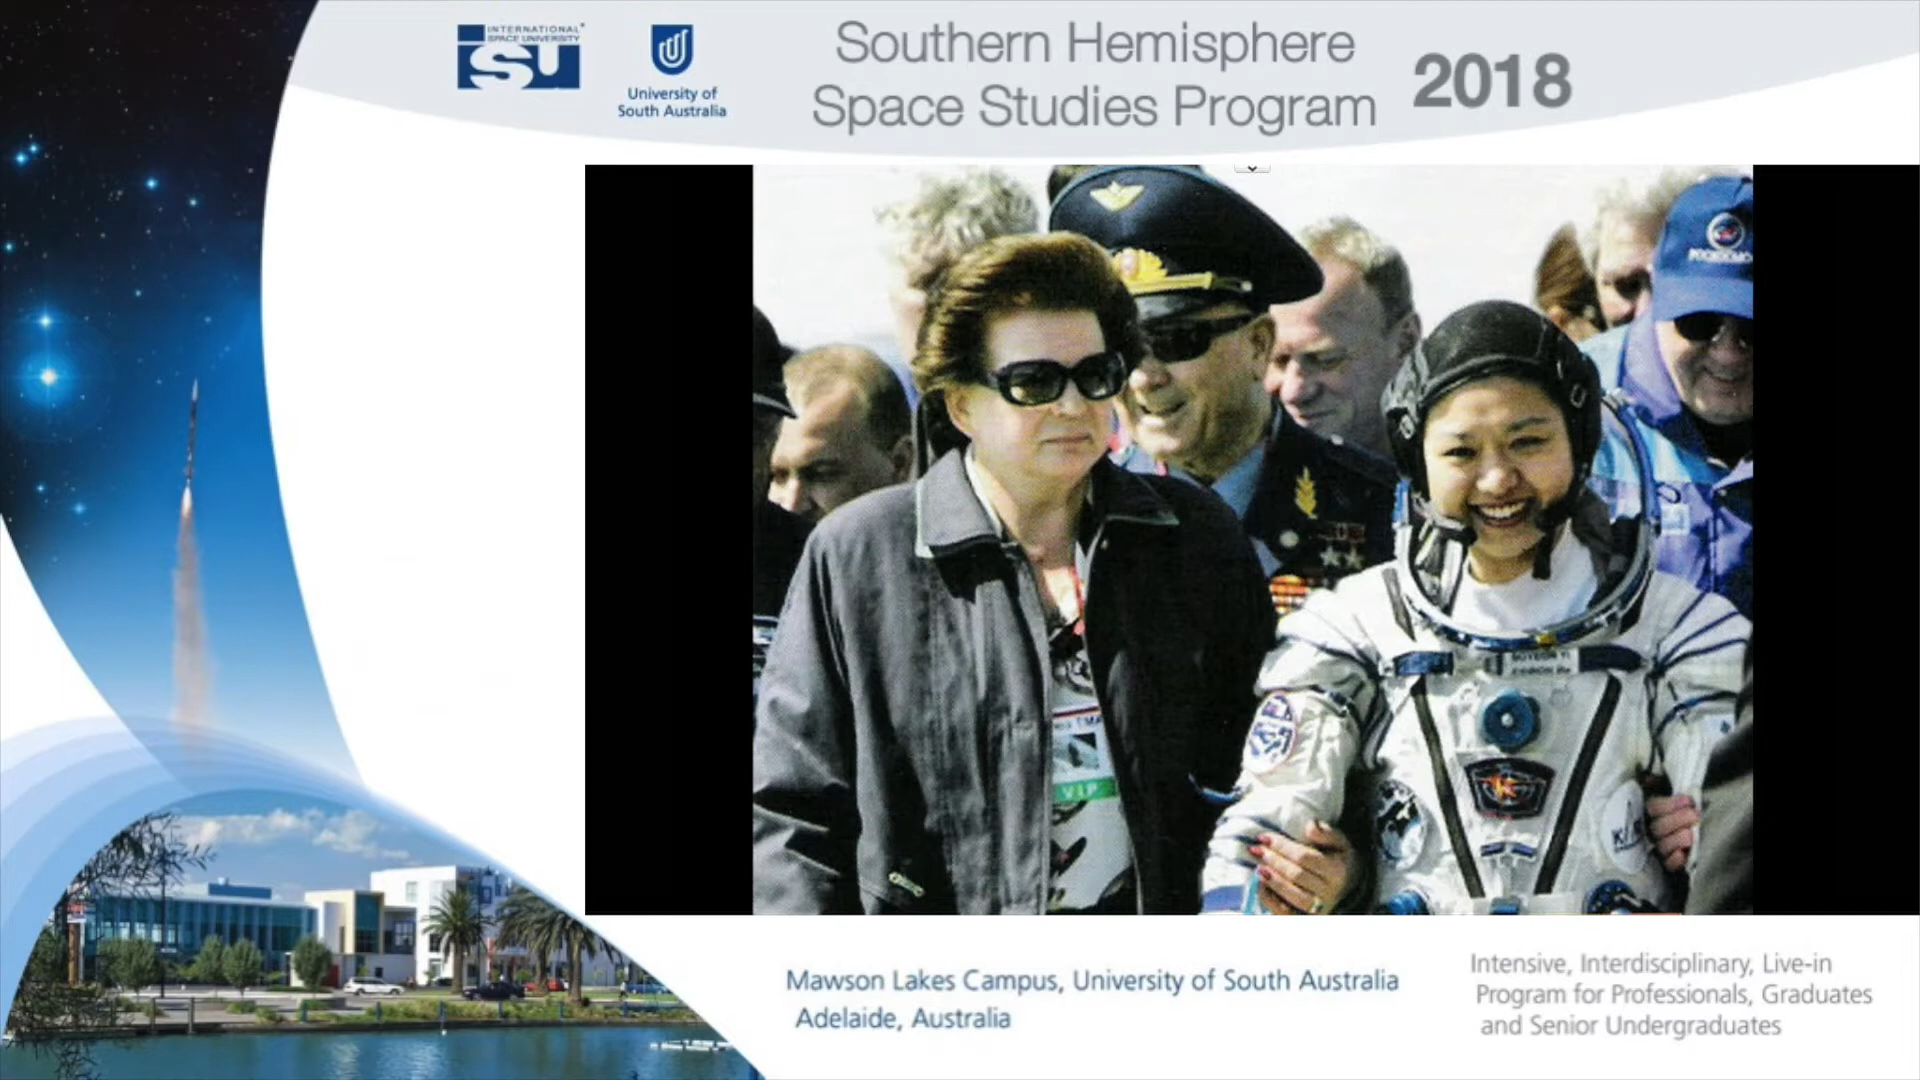 INTERNATIONAL
SPACE UNIVERSITY
isu
University of
South Australia
Southern Hemisphere
Space Studies Program
2018
V.I.P
Mawson Lakes Campus, University of South Australia
Adelaide, Australia
Intensive, Interdisciplinary, Live-in
Program for Professionals, Graduates
and Senior Undergraduates